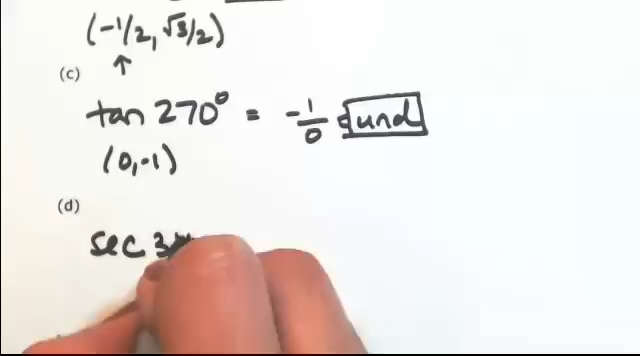 (-1/2, √3/2)
↑
(c)
tan 270° = -1/0 = und
(0,-1)
(d)
sec 3